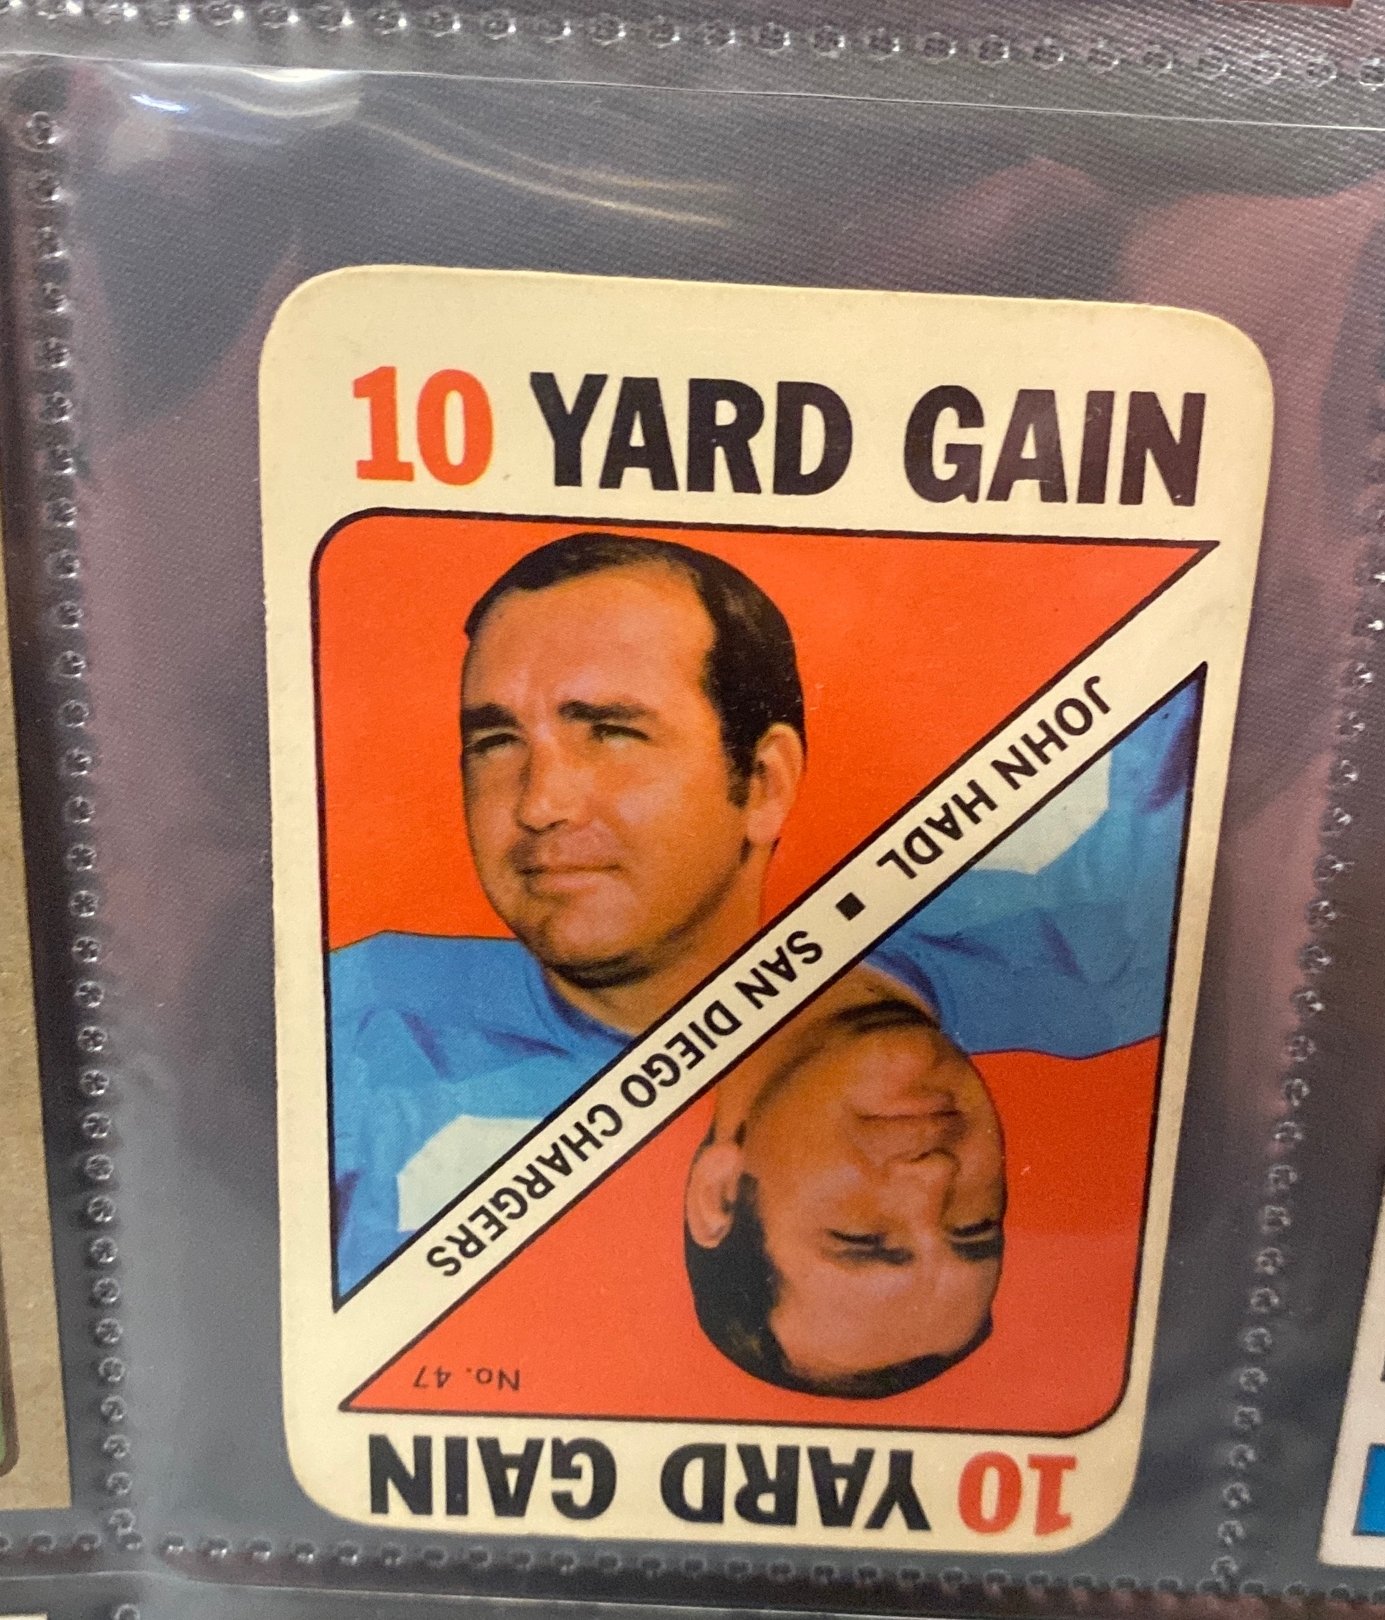 10 YARD GAIN
JOHN HADL ▪ SAN DIEGO CHARGERS
No. 47
10 YARD GAIN